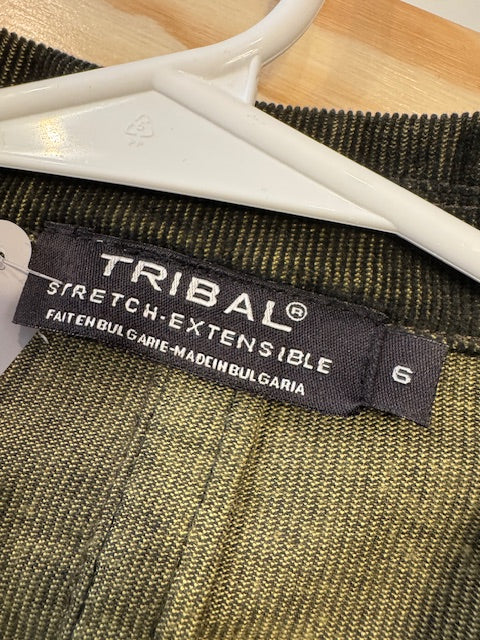 TRIBAL®
STRETCH-EXTENSIBLE
FAIT EN BULGARIE-MADE IN BULGARIA
6